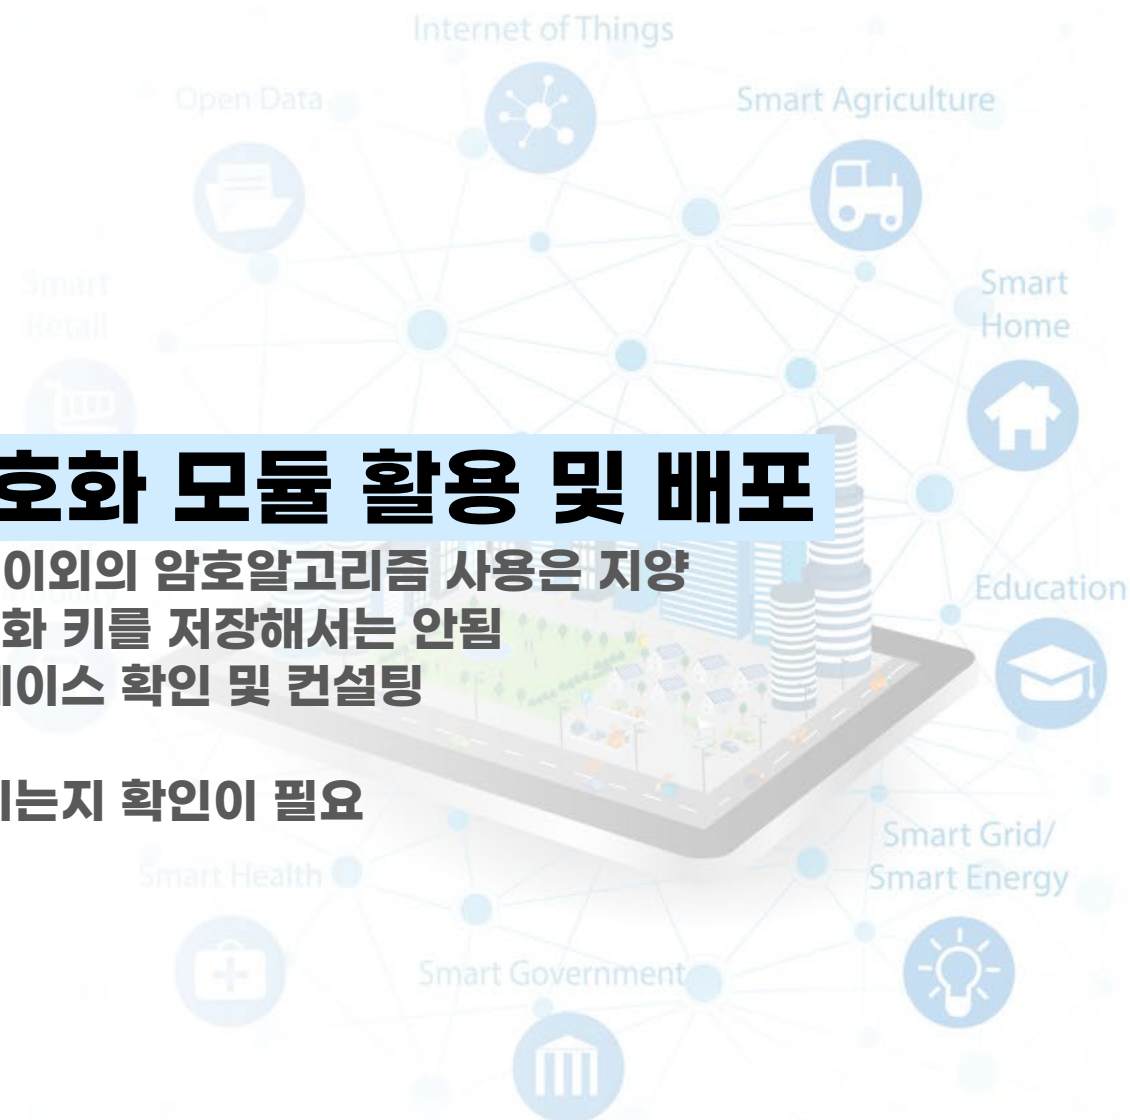 Internet of Things
Open Data
Smart Agriculture
Smart
Retail
Smart
Home
호화 모듈 활용 및 배포
이외의 암호알고리즘 사용은 지양
화 키를 저장해서는 안됨
이스 확인 및 컨설팅
Education
는지 확인이 필요
Smart Grid/
Smart Energy
Smart Health
Smart Government